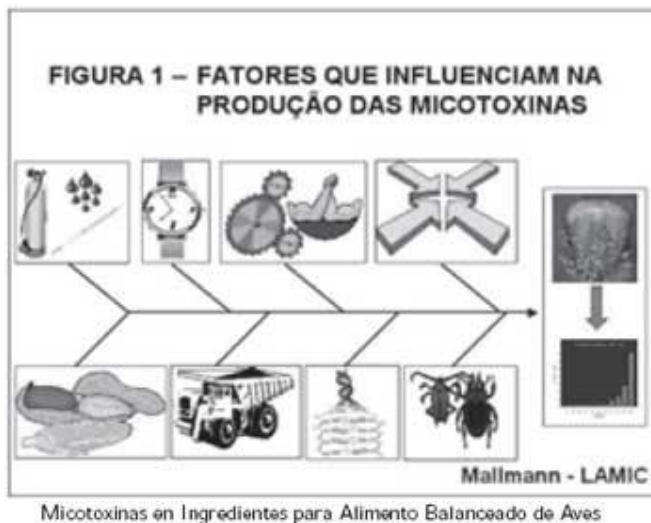 FIGURA 1 – FATORES QUE INFLUENCIAM NA
PRODUÇÃO DAS MICOTOXINAS
Mallmann - LAMIC
Micotoxinas en Ingredientes para Alimento Balanceado de Aves